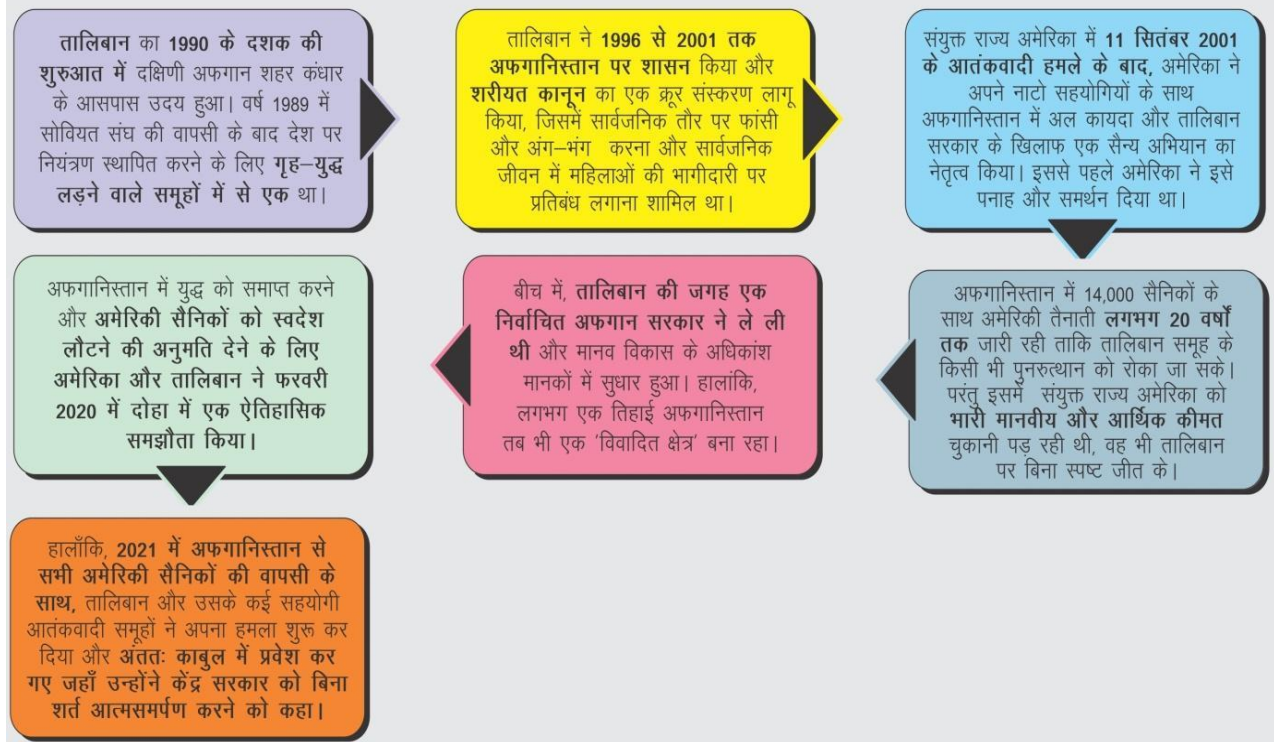 तालिबान का 1990 के दशक की
शुरुआत में दक्षिणी अफगान शहर कंधार
के आसपास उदय हुआ। वर्ष 1989 में
सोवियत संघ की वापसी के बाद देश पर
नियंत्रण स्थापित करने के लिए गृह–युद्ध
लड़ने वाले समूहों में से एक था।
तालिबान ने 1996 से 2001 तक
अफगानिस्तान पर शासन किया और
शरीयत कानून का एक क्रूर संस्करण लागू
किया, जिसमें सार्वजनिक तौर पर फांसी
और अंग–भंग करना और सार्वजनिक
जीवन में महिलाओं की भागीदारी पर
प्रतिबंध लगाना शामिल था।
संयुक्त राज्य अमेरिका में 11 सितंबर 2001
के आतंकवादी हमले के बाद, अमेरिका ने
अपने नाटो सहयोगियों के साथ
अफगानिस्तान में अल कायदा और तालिबान
सरकार के खिलाफ एक सैन्य अभियान का
नेतृत्व किया। इससे पहले अमेरिका ने इसे
पनाह और समर्थन दिया था।
अफगानिस्तान में 14,000 सैनिकों के
साथ अमेरिकी तैनाती लगभग 20 वर्षों
तक जारी रही ताकि तालिबान समूह के
किसी भी पुनरुत्थान को रोका जा सके।
परंतु इसमें संयुक्त राज्य अमेरिका को
भारी मानवीय और आर्थिक कीमत
चुकानी पड़ रही थी, वह भी तालिबान
पर बिना स्पष्ट जीत के।
बीच में, तालिबान की जगह एक
निर्वाचित अफगान सरकार ने ले ली
थी और मानव विकास के अधिकांश
मानकों में सुधार हुआ। हालांकि,
लगभग एक तिहाई अफगानिस्तान
तब भी एक 'विवादित क्षेत्र' बना रहा।
अफगानिस्तान में युद्ध को समाप्त करने
और अमेरिकी सैनिकों को स्वदेश
लौटने की अनुमति देने के लिए
अमेरिका और तालिबान ने फरवरी
2020 में दोहा में एक ऐतिहासिक
समझौता किया।
हालाँकि, 2021 में अफगानिस्तान से
सभी अमेरिकी सैनिकों की वापसी के
साथ, तालिबान और उसके कई सहयोगी
आतंकवादी समूहों ने अपना हमला शुरू कर
दिया और अंततः काबुल में प्रवेश कर
गए जहाँ उन्होंने केंद्र सरकार को बिना
शर्त आत्मसमर्पण करने को कहा।